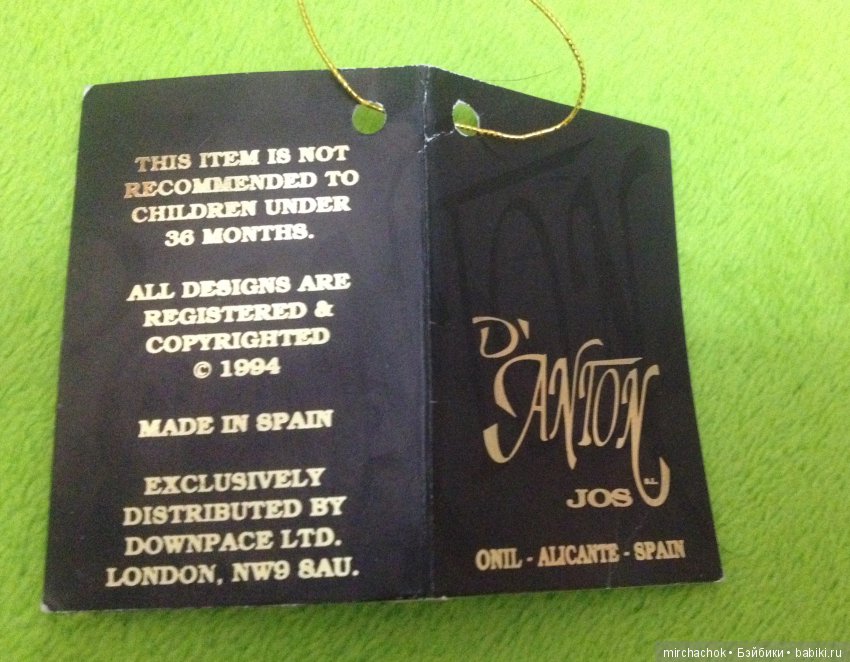 THIS ITEM IS NOT
RECOMMENDED TO
CHILDREN UNDER
36 MONTHS.
ALL DESIGNS ARE
REGISTERED &
COPYRIGHTED
© 1994
MADE IN SPAIN
EXCLUSIVELY
DISTRIBUTED BY
DOWNPACE LTD.
LONDON, NW9 8AU.
D'
ANTON
S.L.
JOS
ONIL - ALICANTE - SPAIN
mirchachok • Бэйбики • babiki.ru